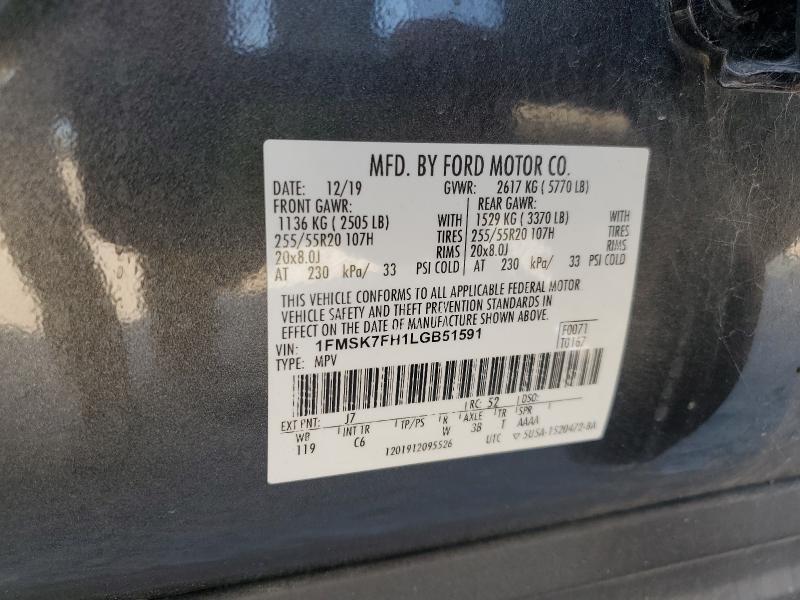 MFD. BY FORD MOTOR CO.
DATE: 12/19 GVWR: 2617 KG ( 5770 LB)
FRONT GAWR: REAR GAWR:
1136 KG ( 2505 LB) WITH 1529 KG ( 3370 LB) WITH
255/55R20 107H TIRES 255/55R20 107H TIRES
20x8.0J RIMS 20x8.0J RIMS
AT 230 kPa/ 33 PSI COLD AT 230 kPa/ 33 PSI COLD
THIS VEHICLE CONFORMS TO ALL APPLICABLE FEDERAL MOTOR
VEHICLE SAFETY AND THEFT PREVENTION STANDARDS IN
EFFECT ON THE DATE OF MANUFACTURE SHOWN ABOVE.
VIN: 1FMSK7FH1LGB51591 F0071
TYPE: MPV T0167
EXT PNT: J7 RC: 52 DSO:
WB INT TR TP/PS R AXLE TR SPR
119 C6 W 3B T AAAA
1201912095526 UTC ▽ 5USA-1520472-BA